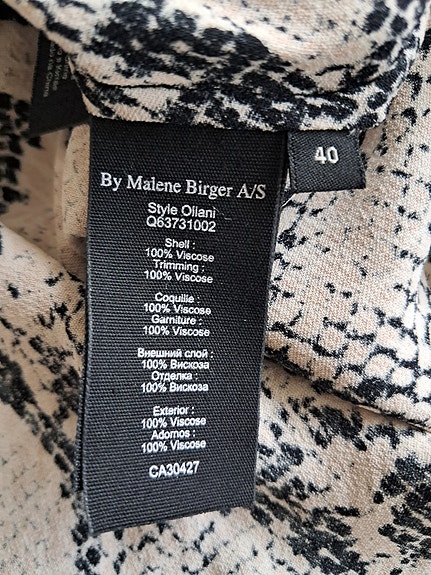 By Malene Birger A/S
40
Style Oliani
Q63731002
Shell :
100% Viscose
Trimming :
100% Viscose
Coquille :
100% Viscose
Garniture :
100% Viscose
Внешний слой :
100% Вискоза
Отделка :
100% Вискоза
Exterior :
100% Viscose
Adornos :
100% Viscose
CA30427